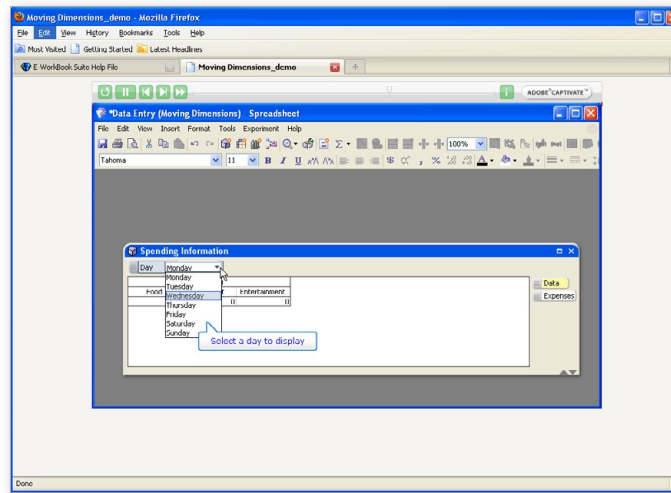 Moving Dimensions_demo - Mozilla Firefox
File Edit View History Bookmarks Tools Help
Most Visited Getting Started Latest Headlines
E-WorkBook Suite Help File Moving Dimensions_demo
ADOBE CAPTIVATE™
*Data Entry (Moving Dimensions) Spreadsheet
File Edit View Insert Format Tools Experiment Help
100%
Tahoma 11 B I U
Spending Information
Day Monday
Monday
Tuesday
Food Wednesday Entertainment
Thursday 0 0
Friday
Saturday
Sunday
Select a day to display
Data
Expenses
Done